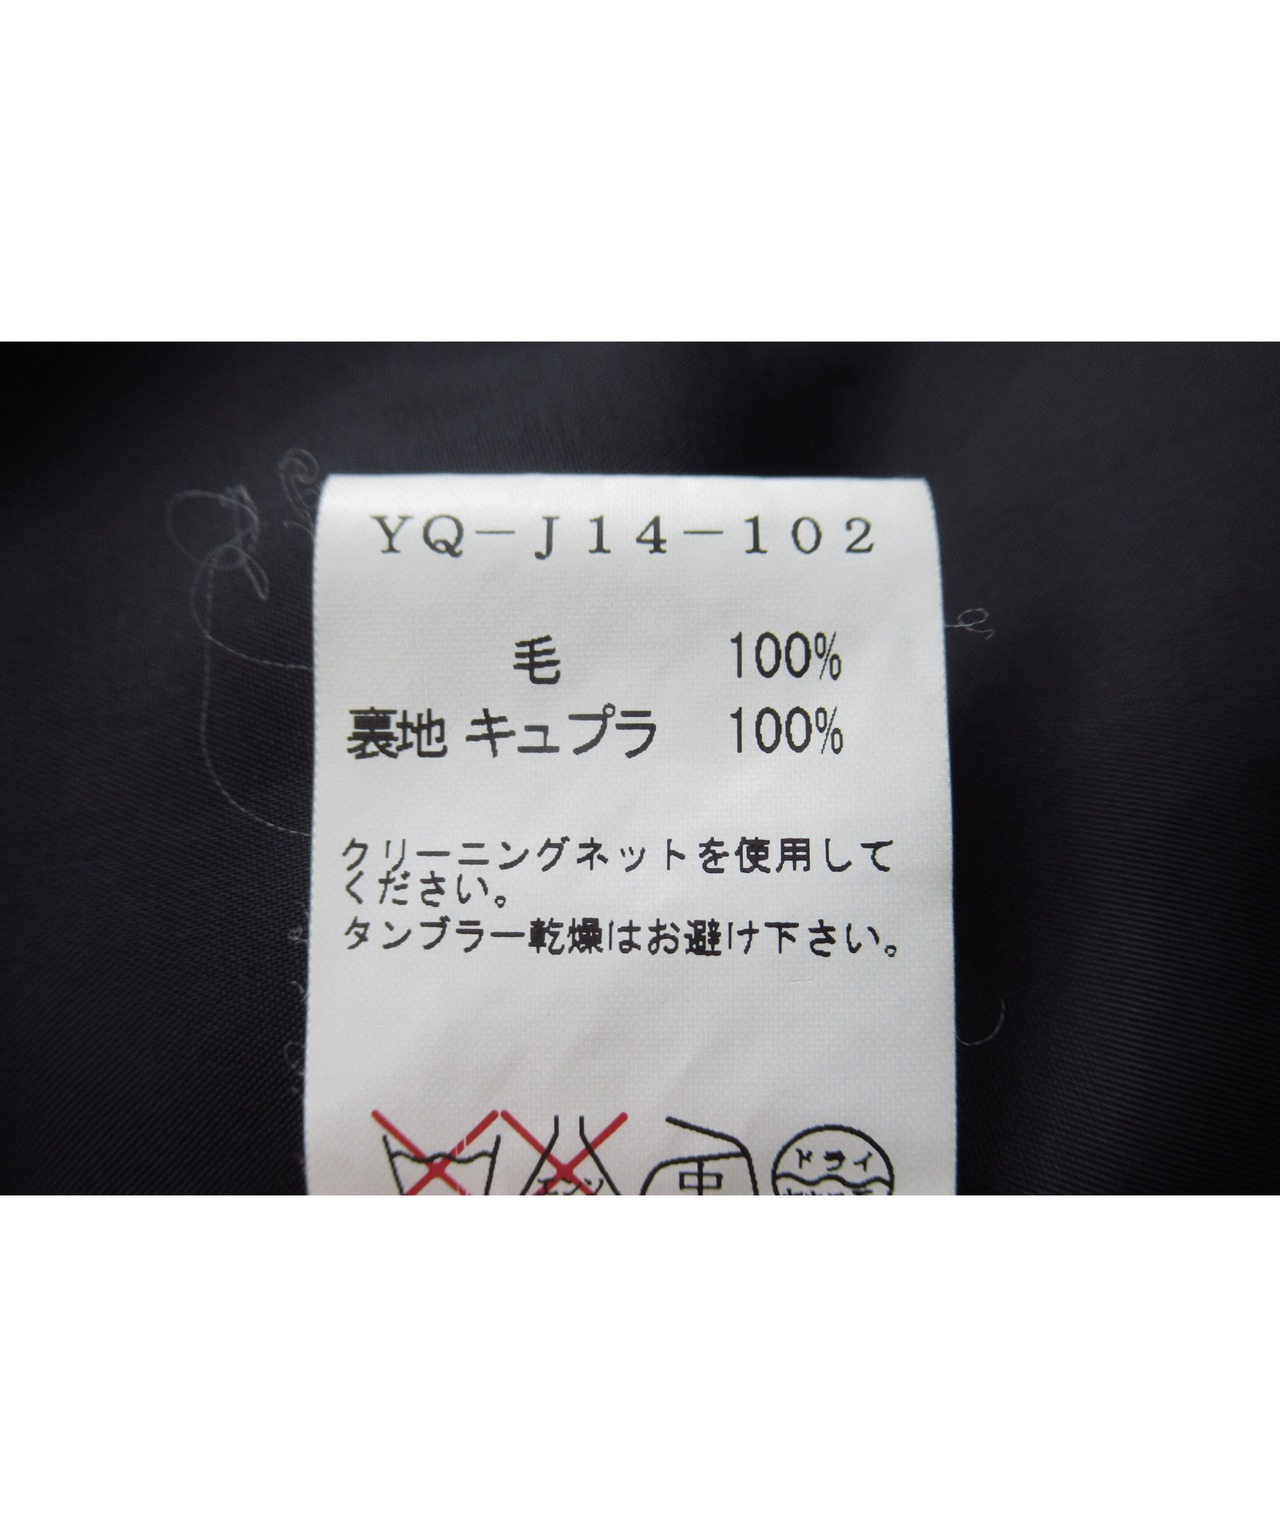 YQ-J14-102
毛 100%
裏地 キュプラ 100%
クリーニングネットを使用して
ください。
タンブラー乾燥はお避け下さい。
中 ドライ